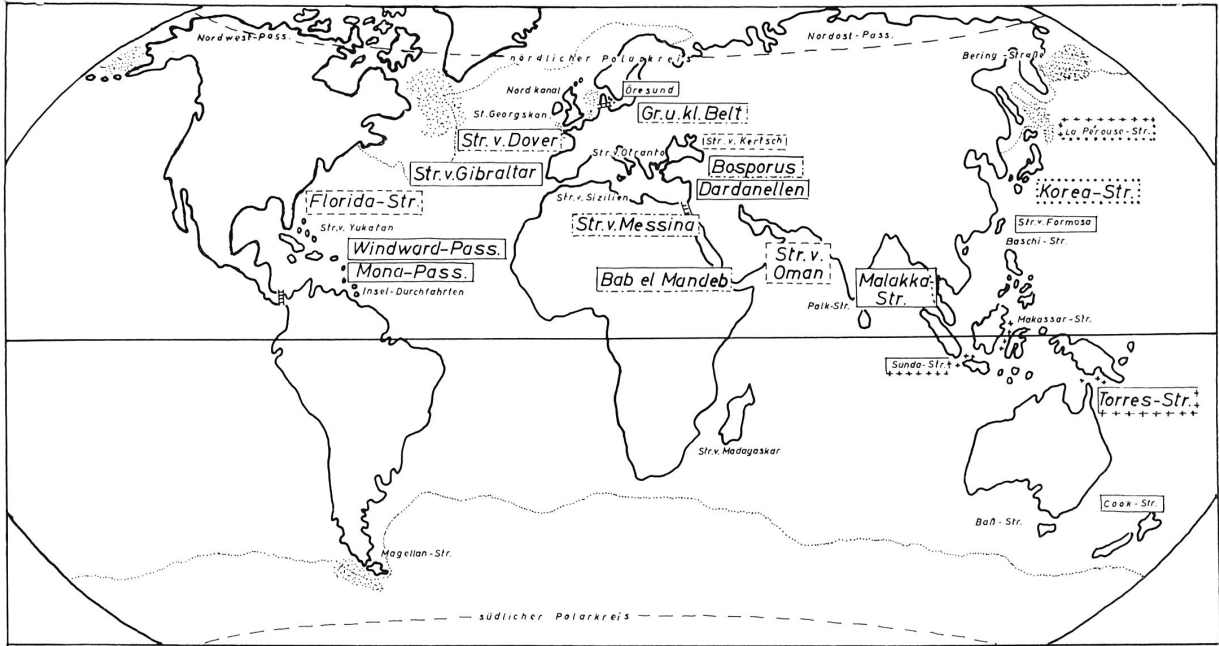 Nordwest-Pass.
Nordost-Pass.
nördlicher Polarkreis
Bering-Straße
Nordkanal
Öresund
St.Georgskan.
Gr.u.kl.Belt
La Pérouse-Str.
Str.v.Dover
Str.v.Kertsch
Str.v.Otranto
Str.v.Gibraltar
Bosporus
Dardanellen
Korea-Str.
Florida-Str.
Str.v.Sizilien
Str.v.Yukatan
Str.v.Messina
Str.v.Formosa
Baschi-Str.
Windward-Pass.
Str.v.
Oman
Mona-Pass.
Bab el Mandeb
Malakka-
Str.
Insel-Durchfahrten
Palk-Str.
Makassar-Str.
Sunda-Str.
Torres-Str.
Str.v.Madagaskar
Cook-Str.
Baß-Str.
Magellan-Str.
südlicher Polarkreis